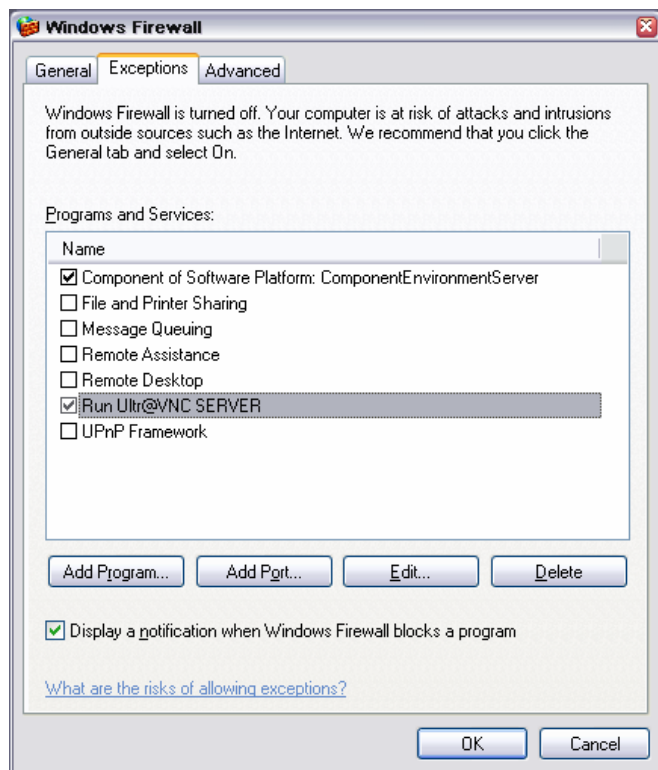 Windows Firewall
General Exceptions Advanced
Windows Firewall is turned off. Your computer is at risk of attacks and intrusions
from outside sources such as the Internet. We recommend that you click the
General tab and select On.
Programs and Services:
Name
Component of Software Platform: ComponentEnvironmentServer
File and Printer Sharing
Message Queuing
Remote Assistance
Remote Desktop
Run Ultr@VNC SERVER
UPnP Framework
Add Program... Add Port... Edit... Delete
Display a notification when Windows Firewall blocks a program
What are the risks of allowing exceptions?
OK Cancel